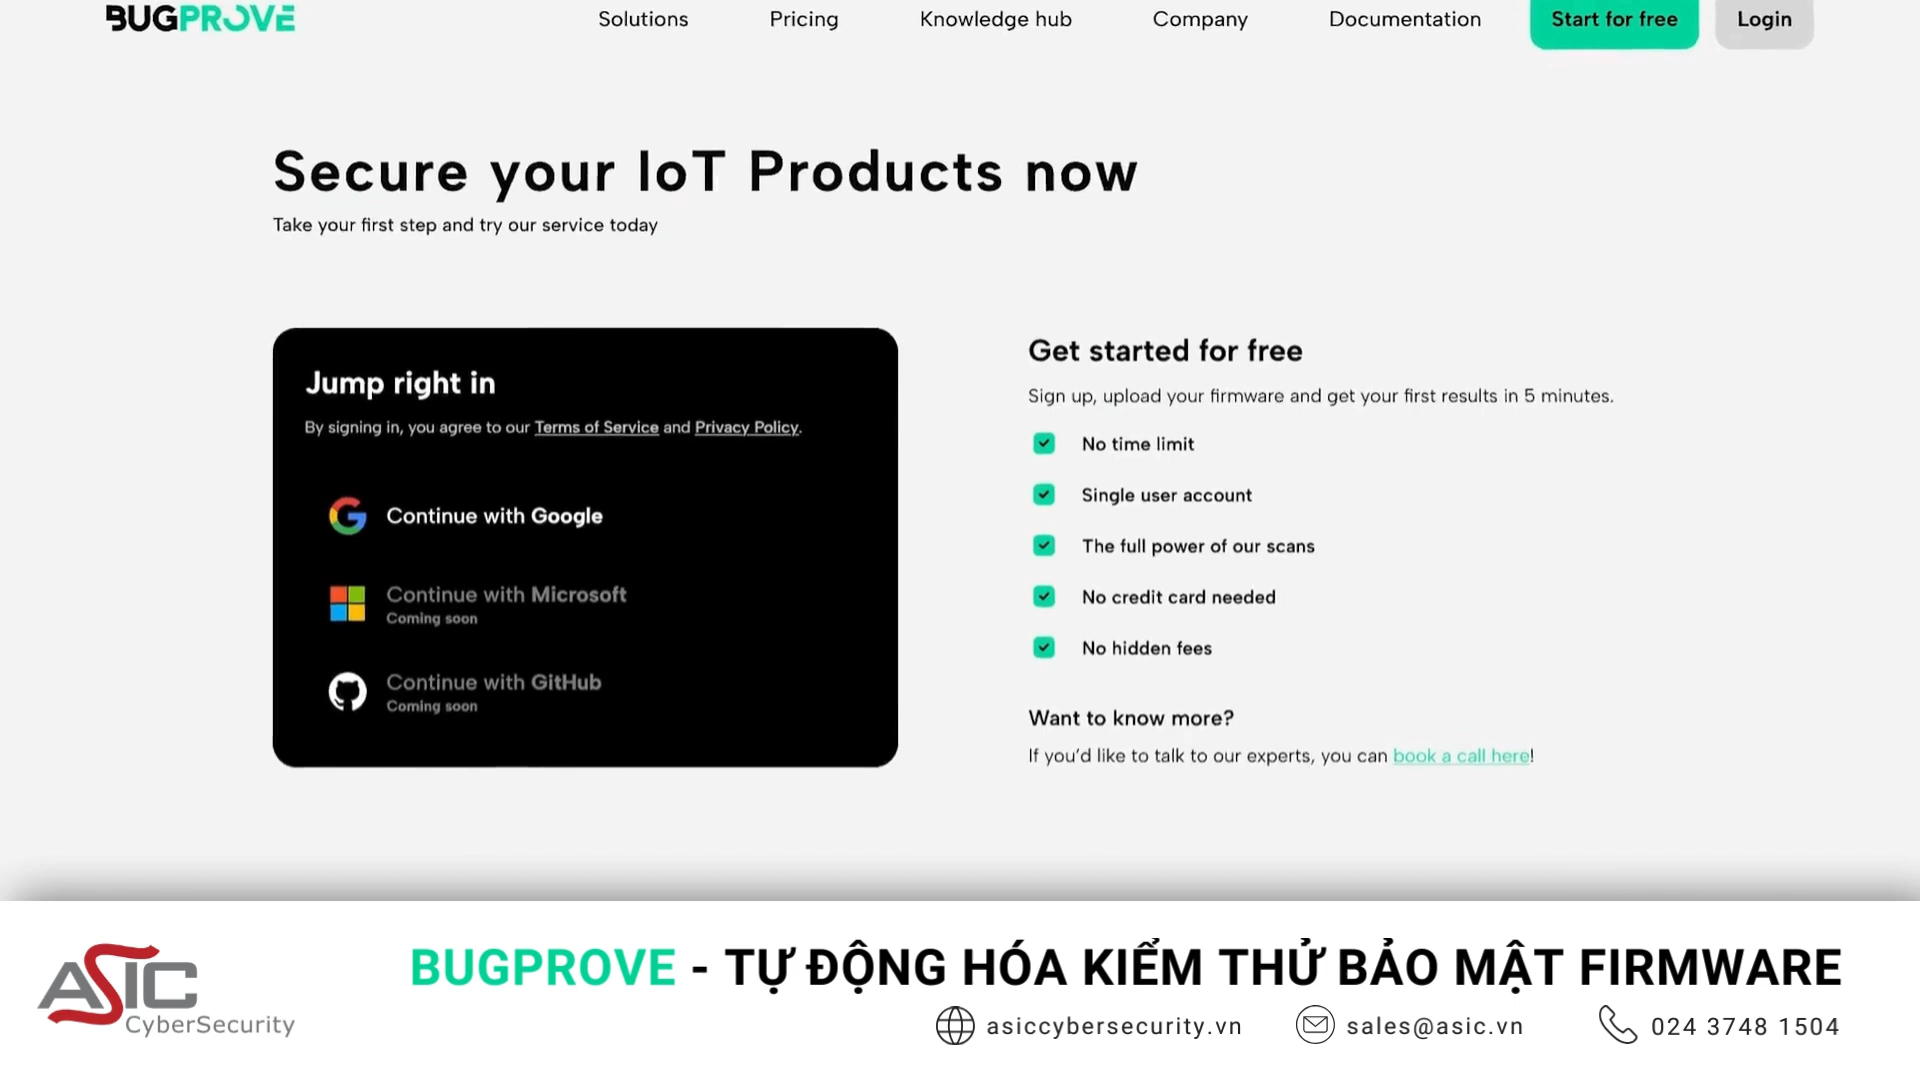 BUGPROVE
Solutions
Pricing
Knowledge hub
Company
Documentation
Start for free
Login
Secure your IoT Products now
Take your first step and try our service today
Jump right in
By signing in, you agree to our Terms of Service and Privacy Policy.
Continue with Google
Continue with Microsoft
Coming soon
Continue with GitHub
Coming soon
Get started for free
Sign up, upload your firmware and get your first results in 5 minutes.
No time limit
Single user account
The full power of our scans
No credit card needed
No hidden fees
Want to know more?
If you'd like to talk to our experts, you can book a call here!
ASIC
CyberSecurity
BUGPROVE - TỰ ĐỘNG HÓA KIỂM THỬ BẢO MẬT FIRMWARE
asiccybersecurity.vn
sales@asic.vn
024 3748 1504